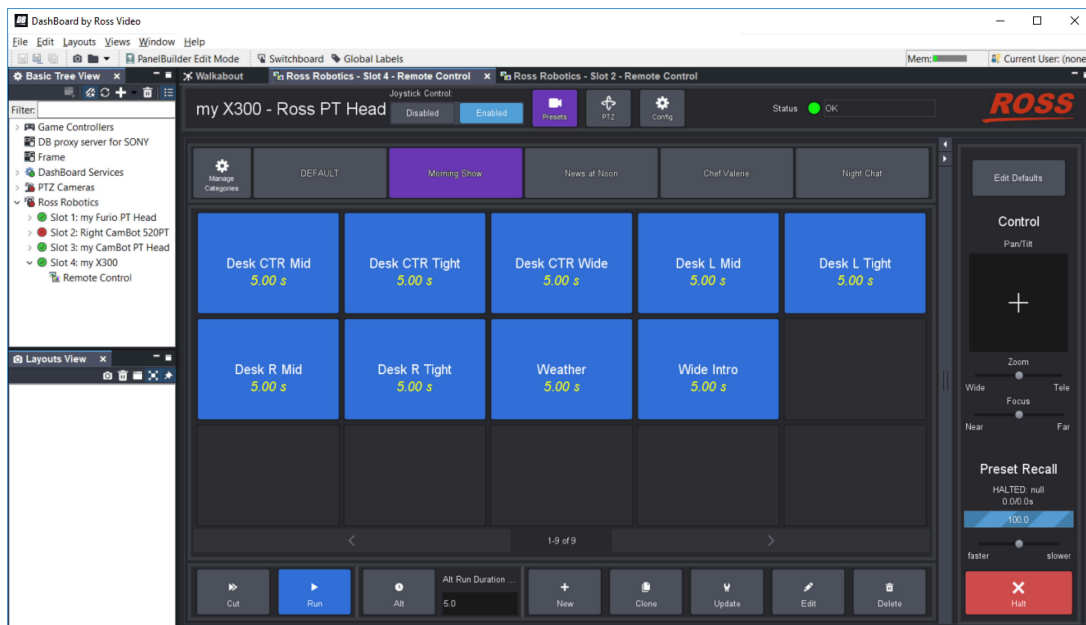 DashBoard by Ross Video
File Edit Layouts Views Window Help
PanelBuilder Edit Mode Switchboard Global Labels Mem: Current User: (none
Basic Tree View
Walkabout Ross Robotics - Slot 4 - Remote Control Ross Robotics - Slot 2 - Remote Control
Filter:
Game Controllers
DB proxy server for SONY
Frame
DashBoard Services
PTZ Cameras
Ross Robotics
Slot 1: my Furio PT Head
Slot 2: Right CamBot 520PT
Slot 3: my CamBot PT Head
Slot 4: my X300
Remote Control
Layouts View
my X300 - Ross PT Head
Joystick Control:
Disabled Enabled
Presets PTZ Config
Status OK
ROSS
Manage
Categories
DEFAULT Morning Show News at Noon Chef Valerie Night Chat
Desk CTR Mid
5.00 s
Desk CTR Tight
5.00 s
Desk CTR Wide
5.00 s
Desk L Mid
5.00 s
Desk L Tight
5.00 s
Desk R Mid
5.00 s
Desk R Tight
5.00 s
Weather
5.00 s
Wide Intro
5.00 s
< 1-9 of 9 >
Cut Run Alt
Alt Run Duration ...
5.0
New Clone Update Edit Delete
Edit Defaults
Control
Pan/Tilt
Zoom
Wide Tele
Focus
Near Far
Preset Recall
HALTED: null
0.0/0.0s
100.0
faster slower
Halt